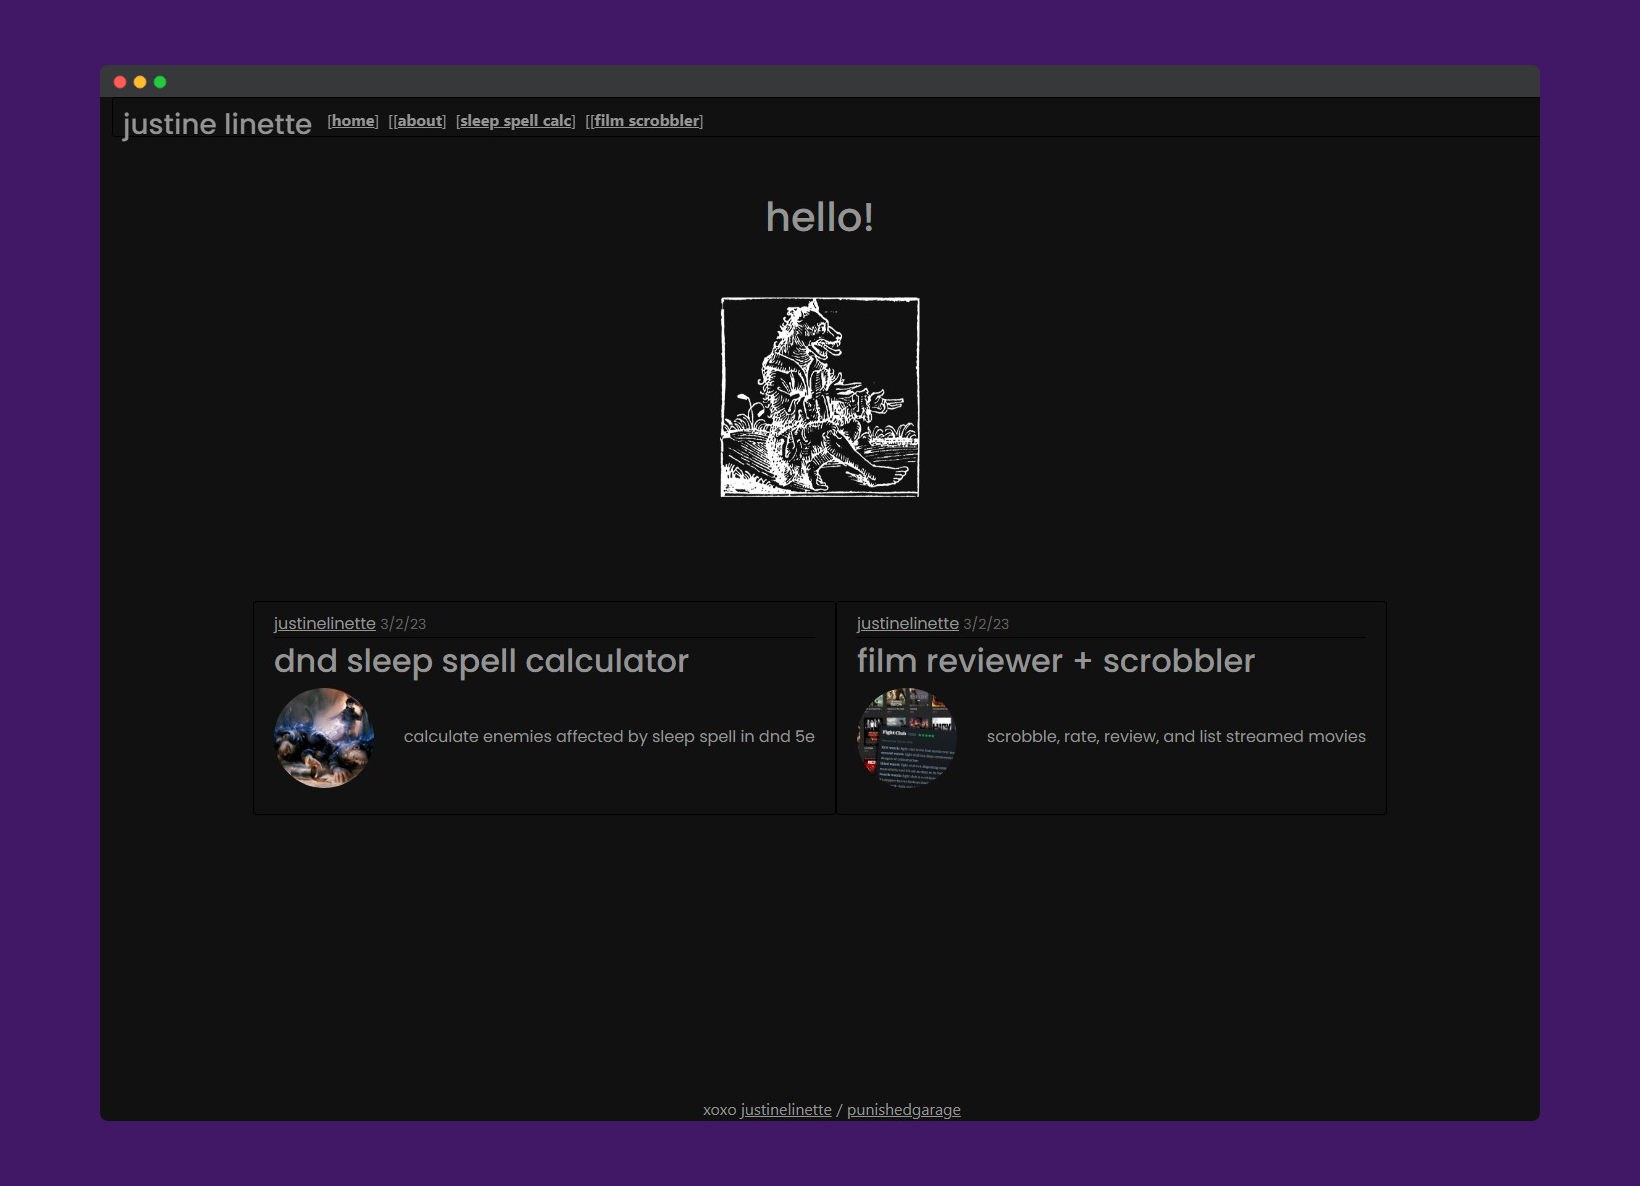 justine linette [home] [[about] [sleep spell calc] [[film scrobbler]
hello!
justinelinette 3/2/23
dnd sleep spell calculator
calculate enemies affected by sleep spell in dnd 5e
justinelinette 3/2/23
film reviewer + scrobbler
Fight Club
scrobble, rate, review, and list streamed movies
xoxo justinelinette / punishedgarage